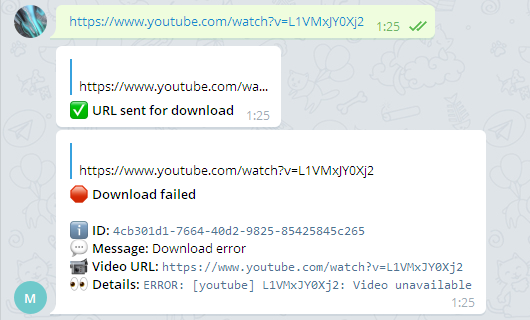 https://www.youtube.com/watch?v=L1VMxJY0Xj2 1:25
https://www.youtube.com/wa...
URL sent for download 1:25
https://www.youtube.com/watch?v=L1VMxJY0Xj2
Download failed
ID: 4cb301d1-7664-40d2-9825-85425845c265
Message: Download error
Video URL: https://www.youtube.com/watch?v=L1VMxJY0Xj2
Details: ERROR: [youtube] L1VMxJY0Xj2: Video unavailable
M 1:25